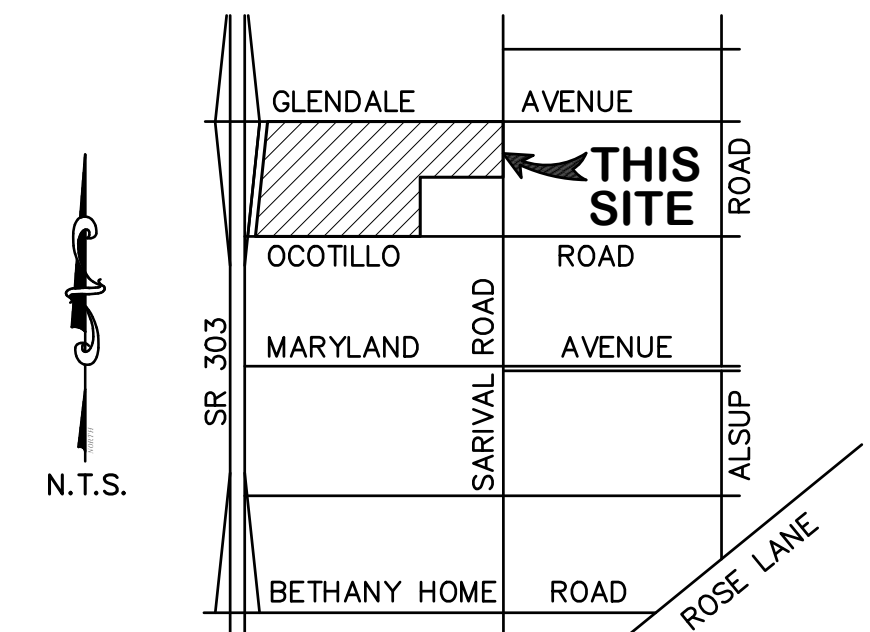 GLENDALE AVENUE
THIS
SITE
ROAD
OCOTILLO ROAD
SARIVAL ROAD
MARYLAND AVENUE
SR 303
ALSUP
NORTH
N.T.S.
ROSE LANE
BETHANY HOME ROAD